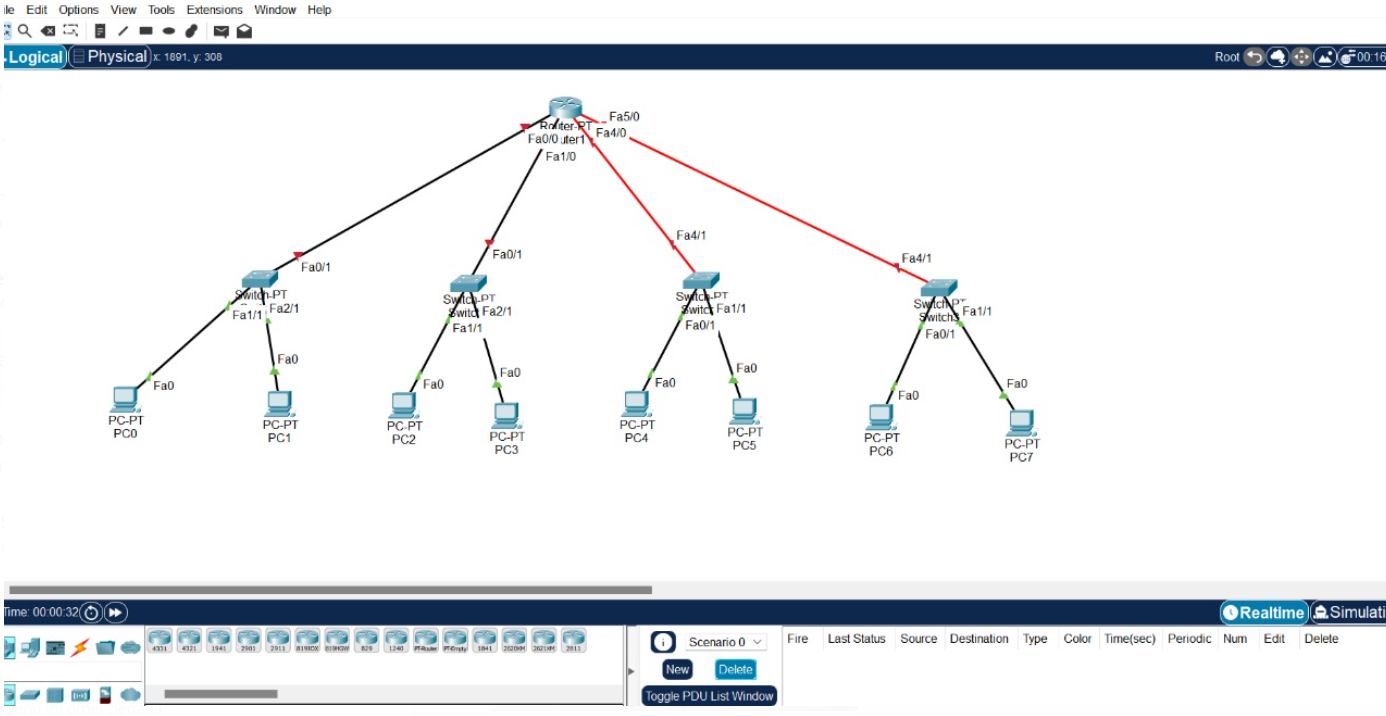 ile Edit Options View Tools Extensions Window Help
Logical Physical x: 1891, y: 308 Root 00:16
Fa5/0
Router-PT
Fa4/0
Fa0/0 uter1
Fa1/0
Fa4/1
Fa0/1
Fa4/1
Fa0/1
Switch-PT
Fa1/1 Fa2/1
Switch-PT
Switc Fa2/1
Fa1/1
Switch-PT
Switc Fa1/1
Fa0/1
Switch-PT
Switch3 Fa1/1
Fa0/1
Fa0
Fa0
Fa0
Fa0
Fa0
Fa0
Fa0
Fa0
PC-PT
PC0
PC-PT
PC1
PC-PT
PC2
PC-PT
PC3
PC-PT
PC4
PC-PT
PC5
PC-PT
PC6
PC-PT
PC7
Time: 00:00:32 Realtime Simulati
4331 4321 1941 2901 2911 819IOX 819HGW 829 1240 PT-Router PT-Empty 1841 2620XM 2621XM 2811
Scenario 0
New Delete
Toggle PDU List Window
Fire Last Status Source Destination Type Color Time(sec) Periodic Num Edit Delete